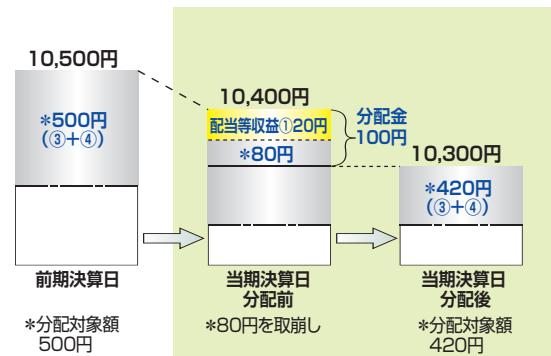 10,500円
*500円
(③+④)
前期決算日
*分配対象額
500円
10,400円
配当等収益①20円
*80円
分配金
100円
当期決算日
分配前
*80円を取崩し
10,300円
*420円
(③+④)
当期決算日
分配後
*分配対象額
420円